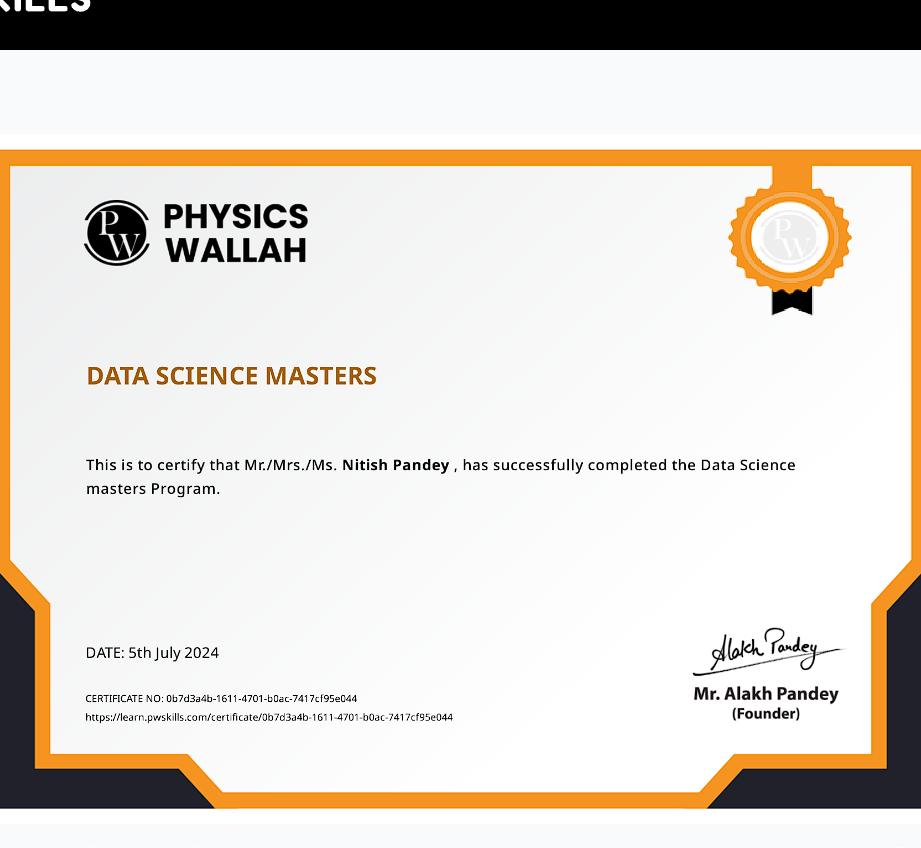 SKILLS
PHYSICS
WALLAH
PW
PW
DATA SCIENCE MASTERS
This is to certify that Mr./Mrs./Ms. Nitish Pandey , has successfully completed the Data Science
masters Program.
DATE: 5th July 2024
CERTIFICATE NO: 0b7d3a4b-1611-4701-b0ac-7417cf95e044
https://learn.pwskills.com/certificate/0b7d3a4b-1611-4701-b0ac-7417cf95e044
Alakh Pandey
Mr. Alakh Pandey
(Founder)